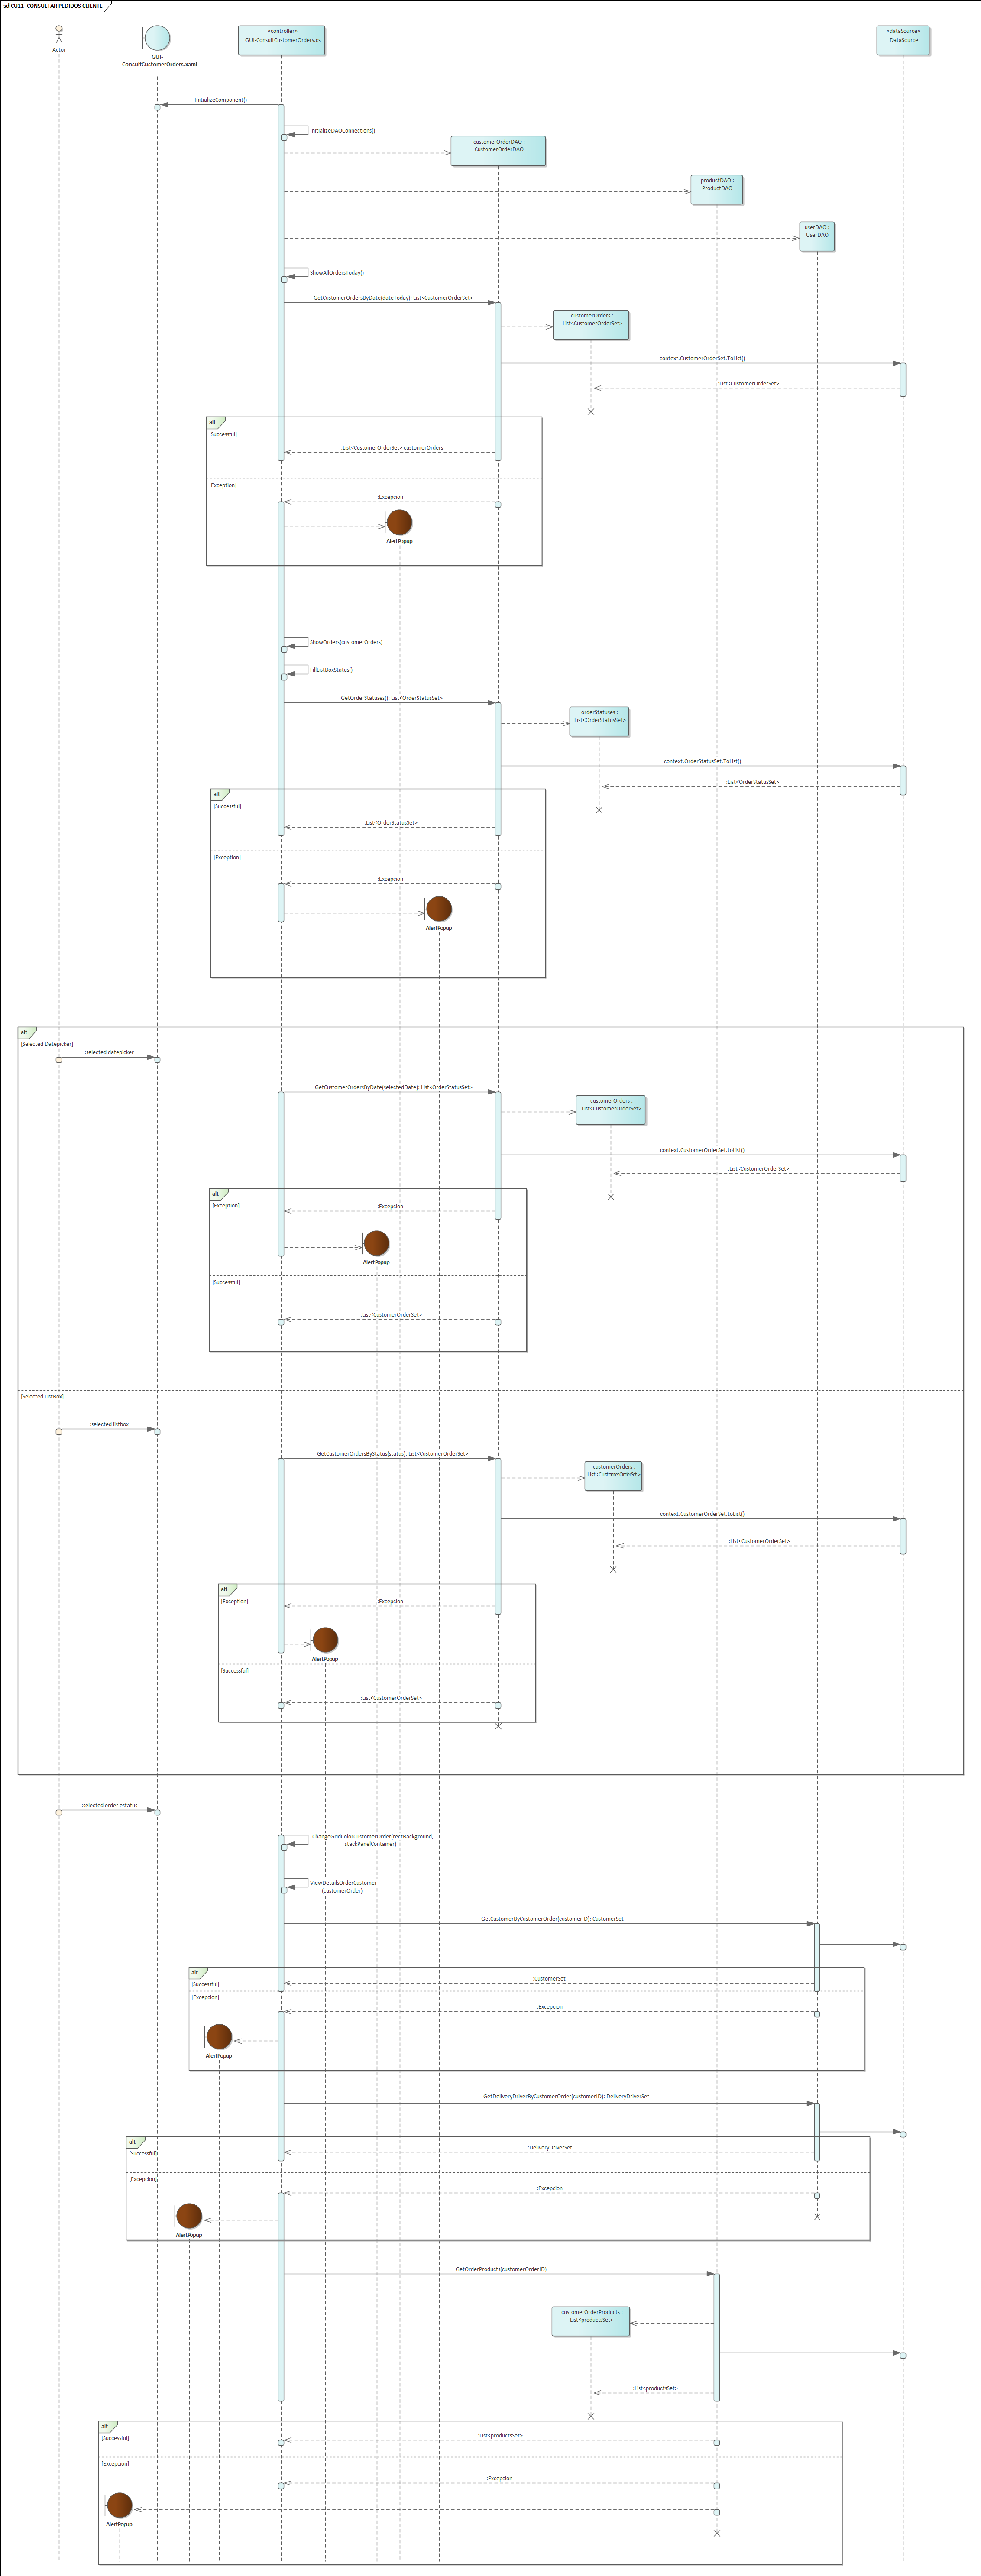 sd CU11- CONSULTAR PEDIDOS CLIENTE
Actor
GUI-
ConsultCustomerOrders.xaml
«controller»
GUI-ConsultCustomerOrders.cs
«dataSource»
DataSource
InitializeComponent()
InitializeDAOConnections()
customerOrderDAO :
CustomerOrderDAO
productDAO :
ProductDAO
userDAO :
UserDAO
ShowAllOrdersToday()
GetCustomerOrdersByDate(dateToday): List<CustomerOrderSet>
customerOrders :
List<CustomerOrderSet>
context.CustomerOrderSet.ToList()
:List<CustomerOrderSet>
alt
[Successful]
:List<CustomerOrderSet> customerOrders
[Exception]
:Excepcion
AlertPopup
ShowOrders(customerOrders)
FillListBoxStatus()
GetOrderStatuses(): List<OrderStatusSet>
orderStatuses :
List<OrderStatusSet>
context.OrderStatusSet.ToList()
:List<OrderStatusSet>
alt
[Successful]
:List<OrderStatusSet>
[Exception]
:Excepcion
AlertPopup
alt
[Selected Datepicker]
:selected datepicker
GetCustomerOrdersByDate(selectedDate): List<OrderStatusSet>
customerOrders :
List<CustomerOrderSet>
context.CustomerOrderSet.toList()
:List<CustomerOrderSet>
alt
[Exception]
:Excepcion
AlertPopup
[Successful]
:List<CustomerOrderSet>
[Selected ListBox]
:selected listbox
GetCustomerOrdersByStatus(status): List<CustomerOrderSet>
customerOrders :
List<CustomerOrderSet>
context.CustomerOrderSet.toList()
:List<CustomerOrderSet>
alt
[Exception]
:Excepcion
AlertPopup
[Successful]
:List<CustomerOrderSet>
:selected order estatus
ChangeGridColorCustomerOrder(rectBackground,
stackPanelContainer)
ViewDetailsOrderCustomer
(customerOrder)
GetCustomerByCustomerOrder(customerID): CustomerSet
alt
[Successful]
:CustomerSet
[Excepcion]
:Excepcion
AlertPopup
GetDeliveryDriverByCustomerOrder(customerID): DeliveryDriverSet
alt
[Successful]
:DeliveryDriverSet
[Excepcion]
:Excepcion
AlertPopup
GetOrderProducts(customerOrderID)
customerOrderProducts :
List<productsSet>
:List<productsSet>
alt
[Successful]
:List<productsSet>
[Excepcion]
:Excepcion
AlertPopup